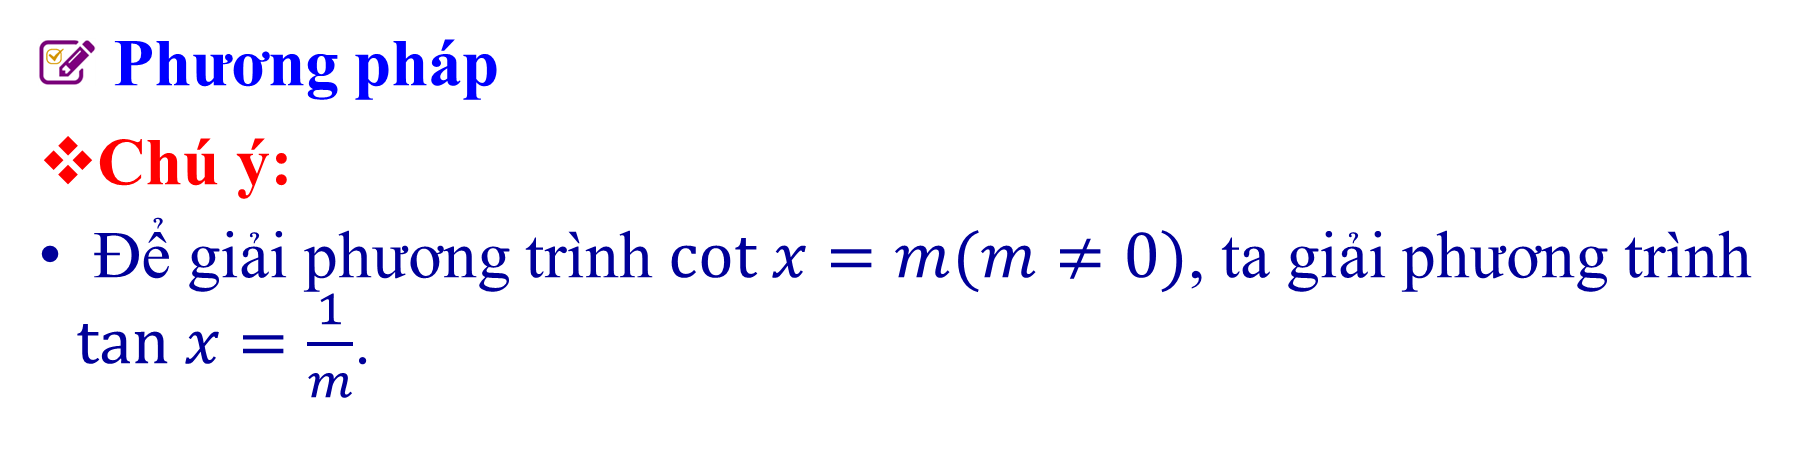 Phương pháp
❖Chú ý:
• Để giải phương trình cot x = m(m ≠ 0), ta giải phương trình
tan x = 1/m.